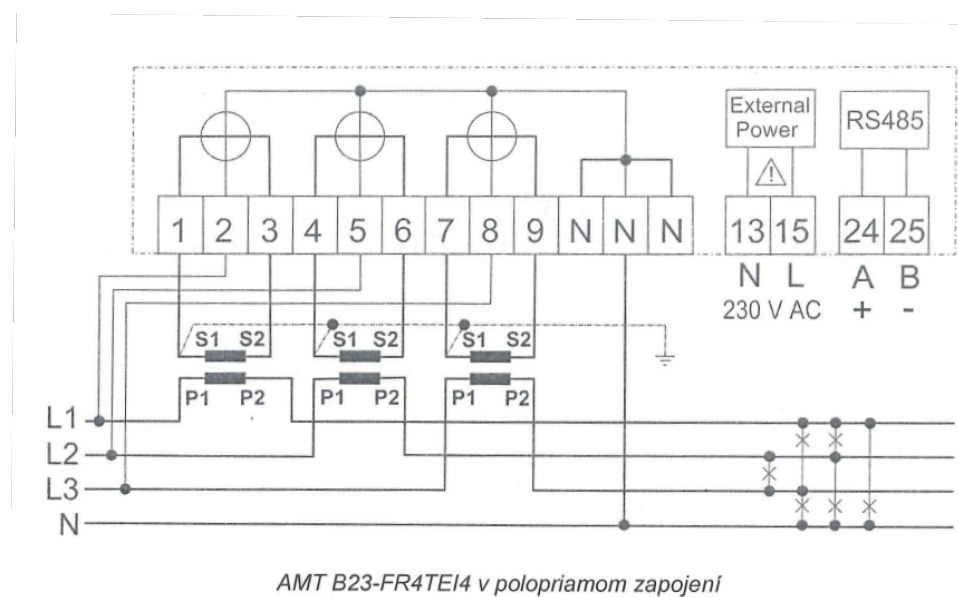 External
Power
RS485
1 2 3 4 5 6 7 8 9 N N N 13 15 24 25
N L A B
230 V AC + -
S1 S2 S1 S2 S1 S2
P1 P2 P1 P2 P1 P2
L1
L2
L3
N
AMT B23-FR4TEI4 v polopriamom zapojení